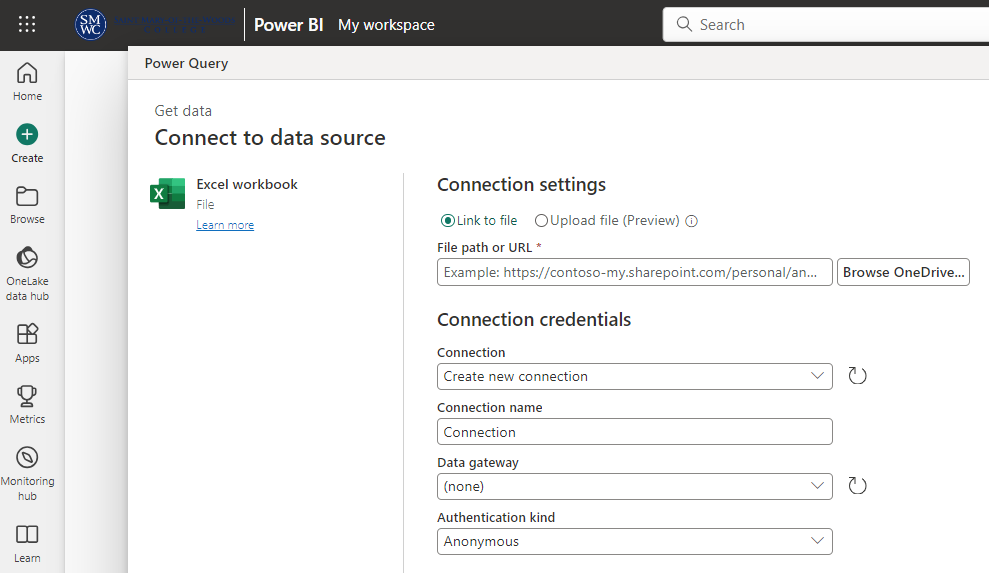 SM
WC
Power BI
My workspace
Search
Home
Create
Browse
OneLake
data hub
Apps
Metrics
Monitoring
hub
Learn
Power Query
Get data
Connect to data source
Excel workbook
File
Learn more
Connection settings
Link to file
Upload file (Preview)
File path or URL *
Example: https://contoso-my.sharepoint.com/personal/an...
Browse OneDrive...
Connection credentials
Connection
Create new connection
Connection name
Connection
Data gateway
(none)
Authentication kind
Anonymous